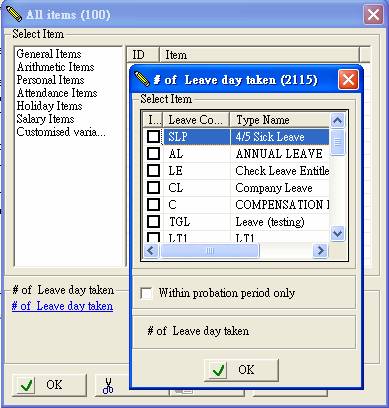 All items (100)
Select Item
General Items
Arithmetic Items
Personal Items
Attendance Items
Holiday Items
Salary Items
Customised varia...
ID Item
# of Leave day taken
# of Leave day taken
OK
# of Leave day taken (2115)
Select Item
I... Leave Co... Type Name
SLP 4/5 Sick Leave
AL ANNUAL LEAVE
LE Check Leave Entitle
CL Company Leave
C COMPENSATION
TGL Leave (testing)
LT1 LT1
Within probation period only
# of Leave day taken
OK